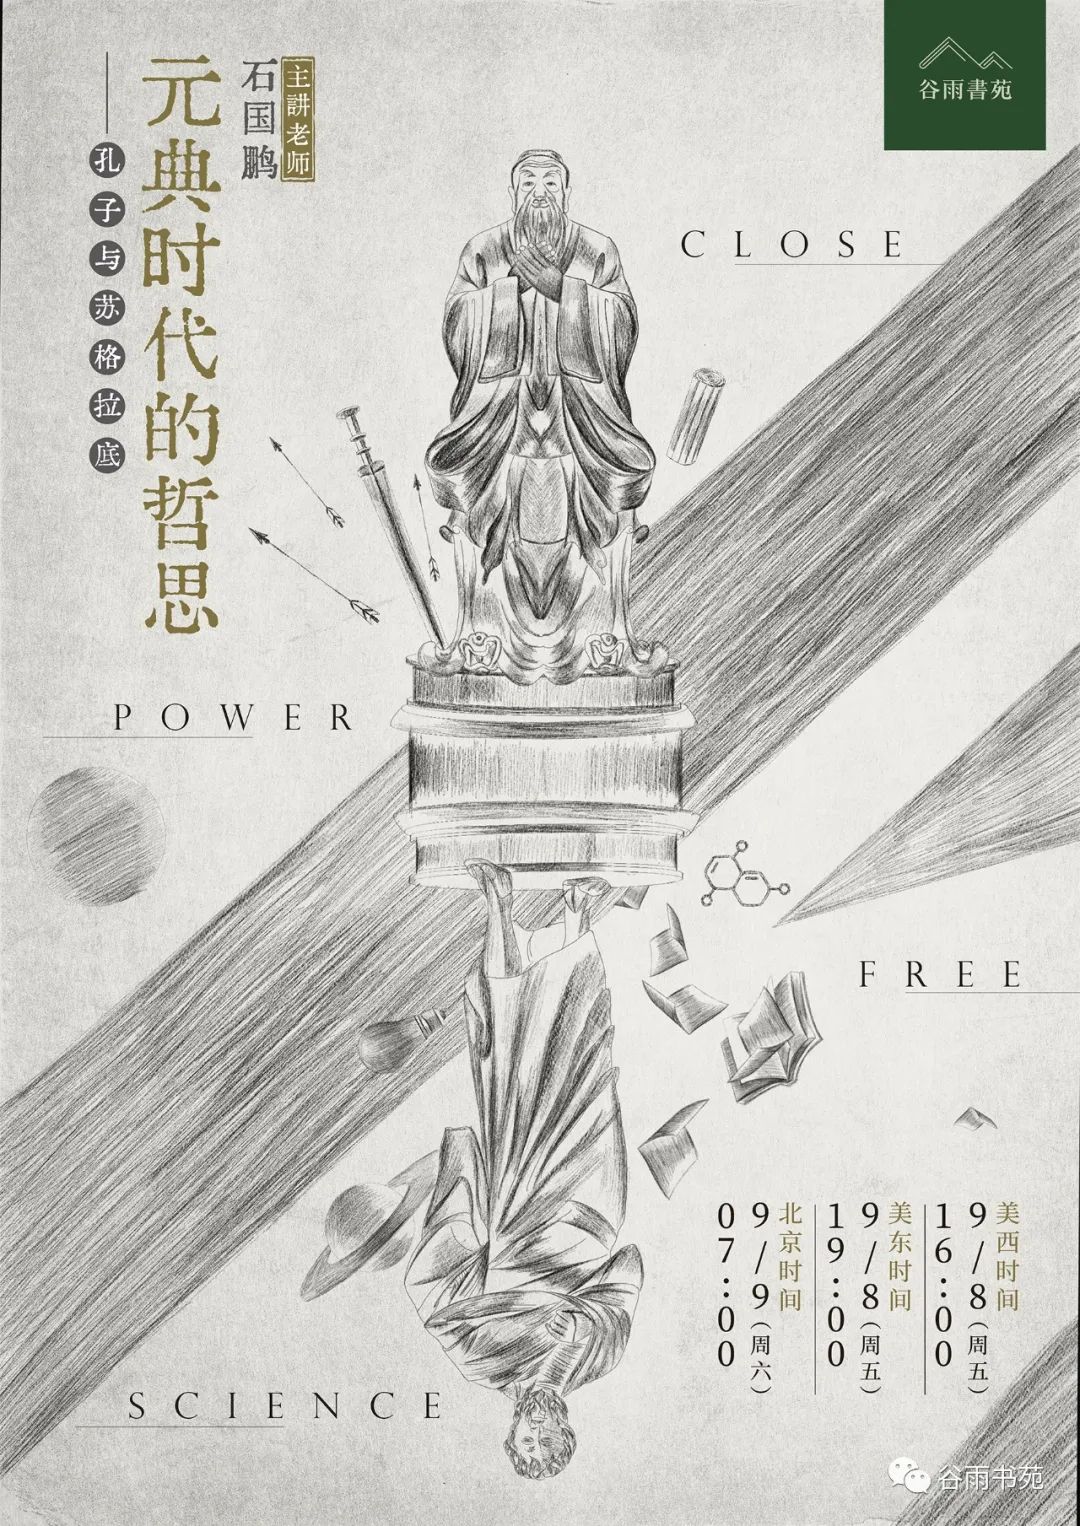 谷雨書苑
主講老师
石国鹏
元典时代的哲思
——孔子与苏格拉底
CLOSE
POWER
FREE
SCIENCE
美西时间
9/8(周五)
16:00
美东时间
9/8(周五)
19:00
北京时间
9/9(周六)
07:00
谷雨书苑